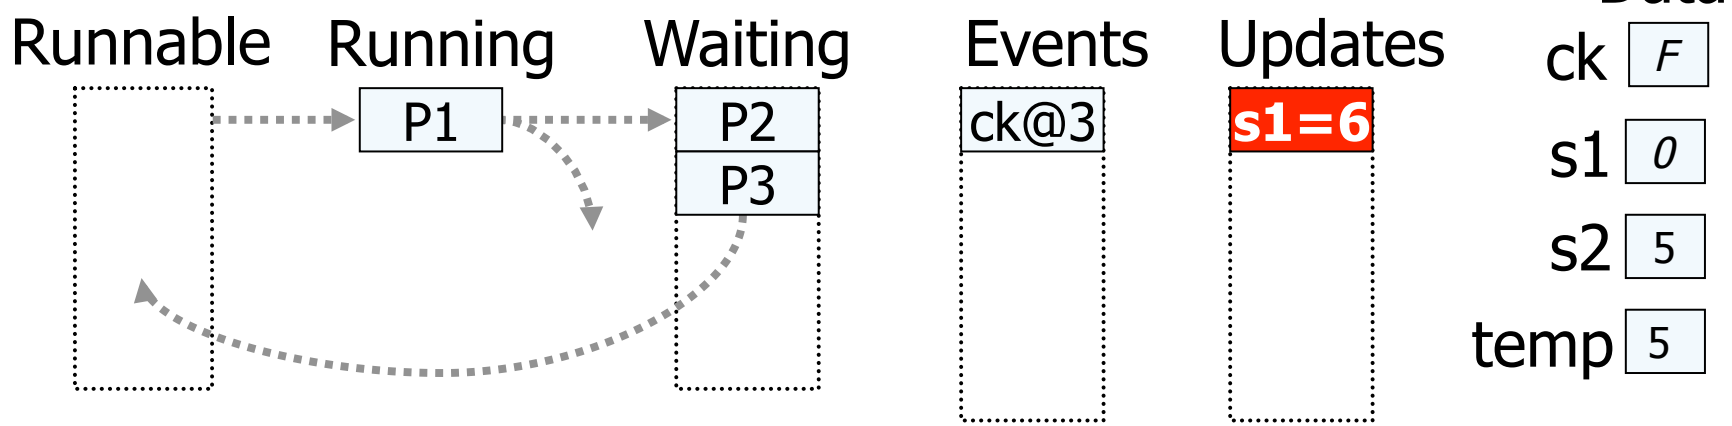 Runnable Running Waiting Events Updates
P1 P2 ck@3 s1=6
P3
ck F
s1 0
s2 5
temp 5